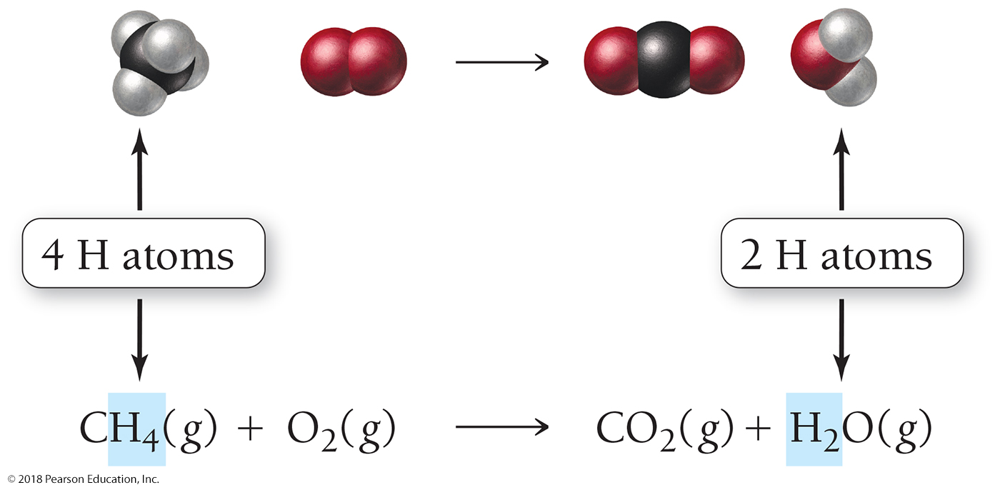 4 H atoms
2 H atoms
CH₄(g) + O₂(g) ⟶ CO₂(g) + H₂O(g)
© 2018 Pearson Education, Inc.